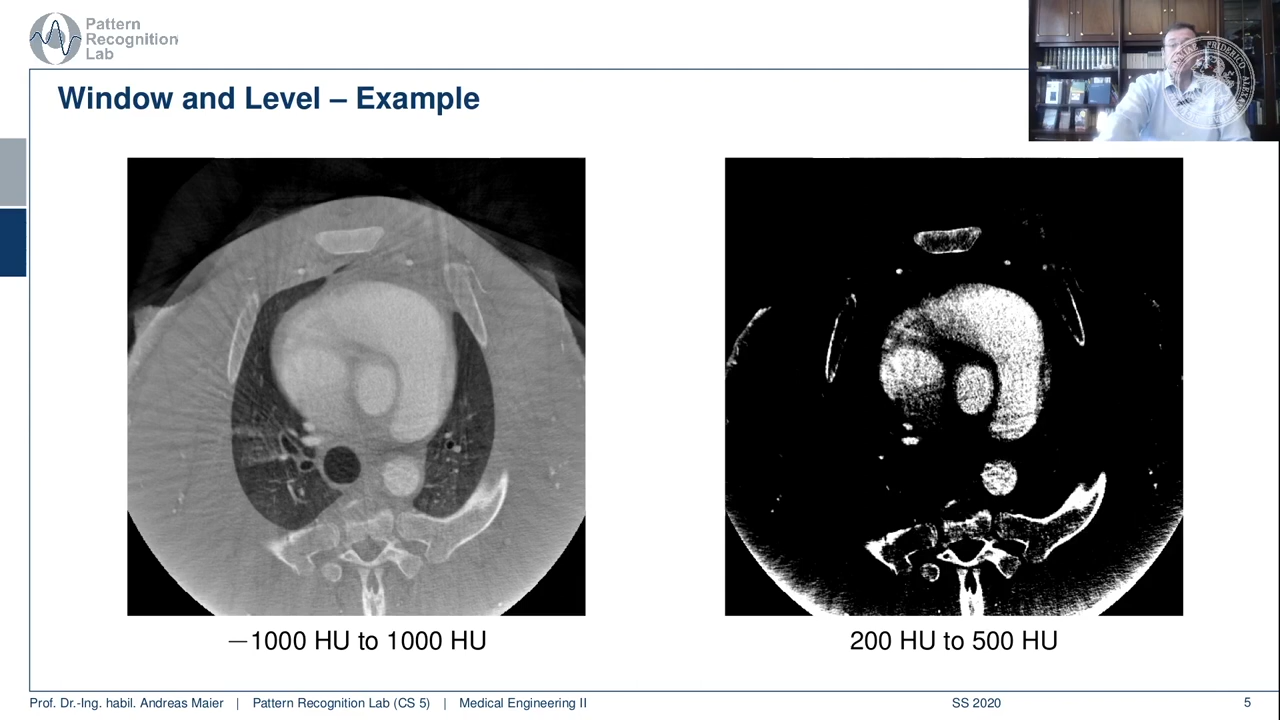 Pattern
Recognition
Lab
Window and Level – Example
−1000 HU to 1000 HU
200 HU to 500 HU
Prof. Dr.-Ing. habil. Andreas Maier | Pattern Recognition Lab (CS 5) | Medical Engineering II
SS 2020
5